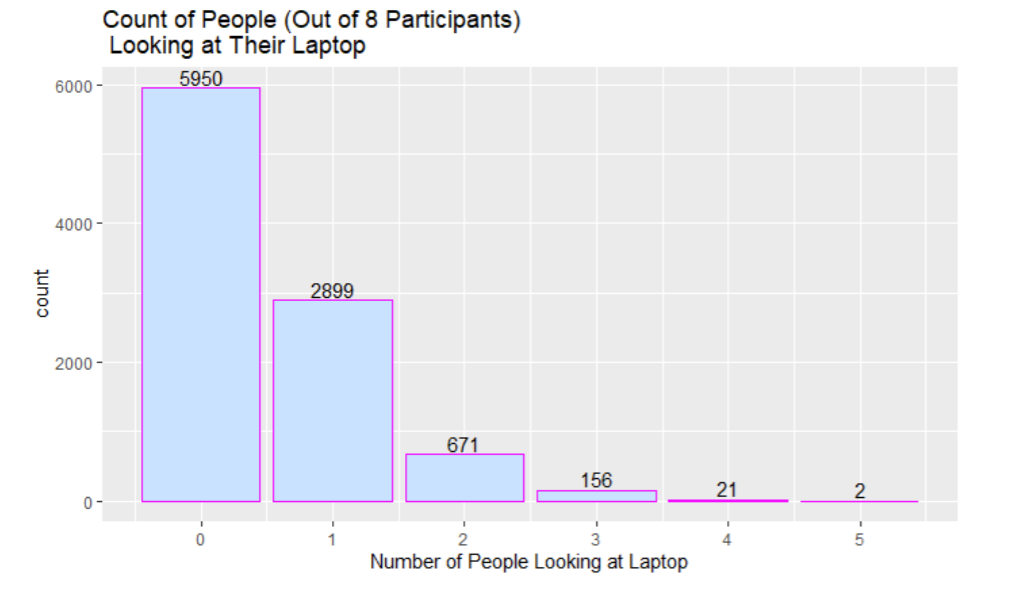 Count of People (Out of 8 Participants)
Looking at Their Laptop
5950
6000
2899
4000
count
2000
671
156
21
2
0
0 1 2 3 4 5
Number of People Looking at Laptop